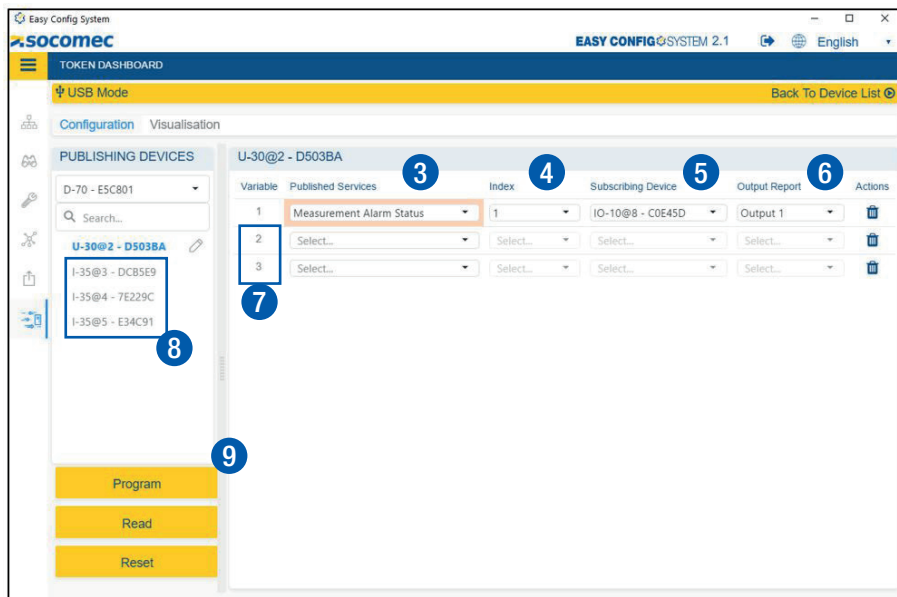 Easy Config System
socomec
EASY CONFIG SYSTEM 2.1
English
TOKEN DASHBOARD
USB Mode
Back To Device List
Configuration Visualisation
PUBLISHING DEVICES
U-30@2 - D503BA
3 4 5 6
D-70 - E5C801
Variable Published Services Index Subscribing Device Output Report Actions
Search...
1 Measurement Alarm Status 1 IO-10@8 - C0E45D Output 1
U-30@2 - D503BA
2 Select... Select... Select... Select...
I-35@3 - DCB5E9
3 Select... Select... Select... Select...
I-35@4 - 7E229C
7
I-35@5 - E34C91
8
9
Program
Read
Reset